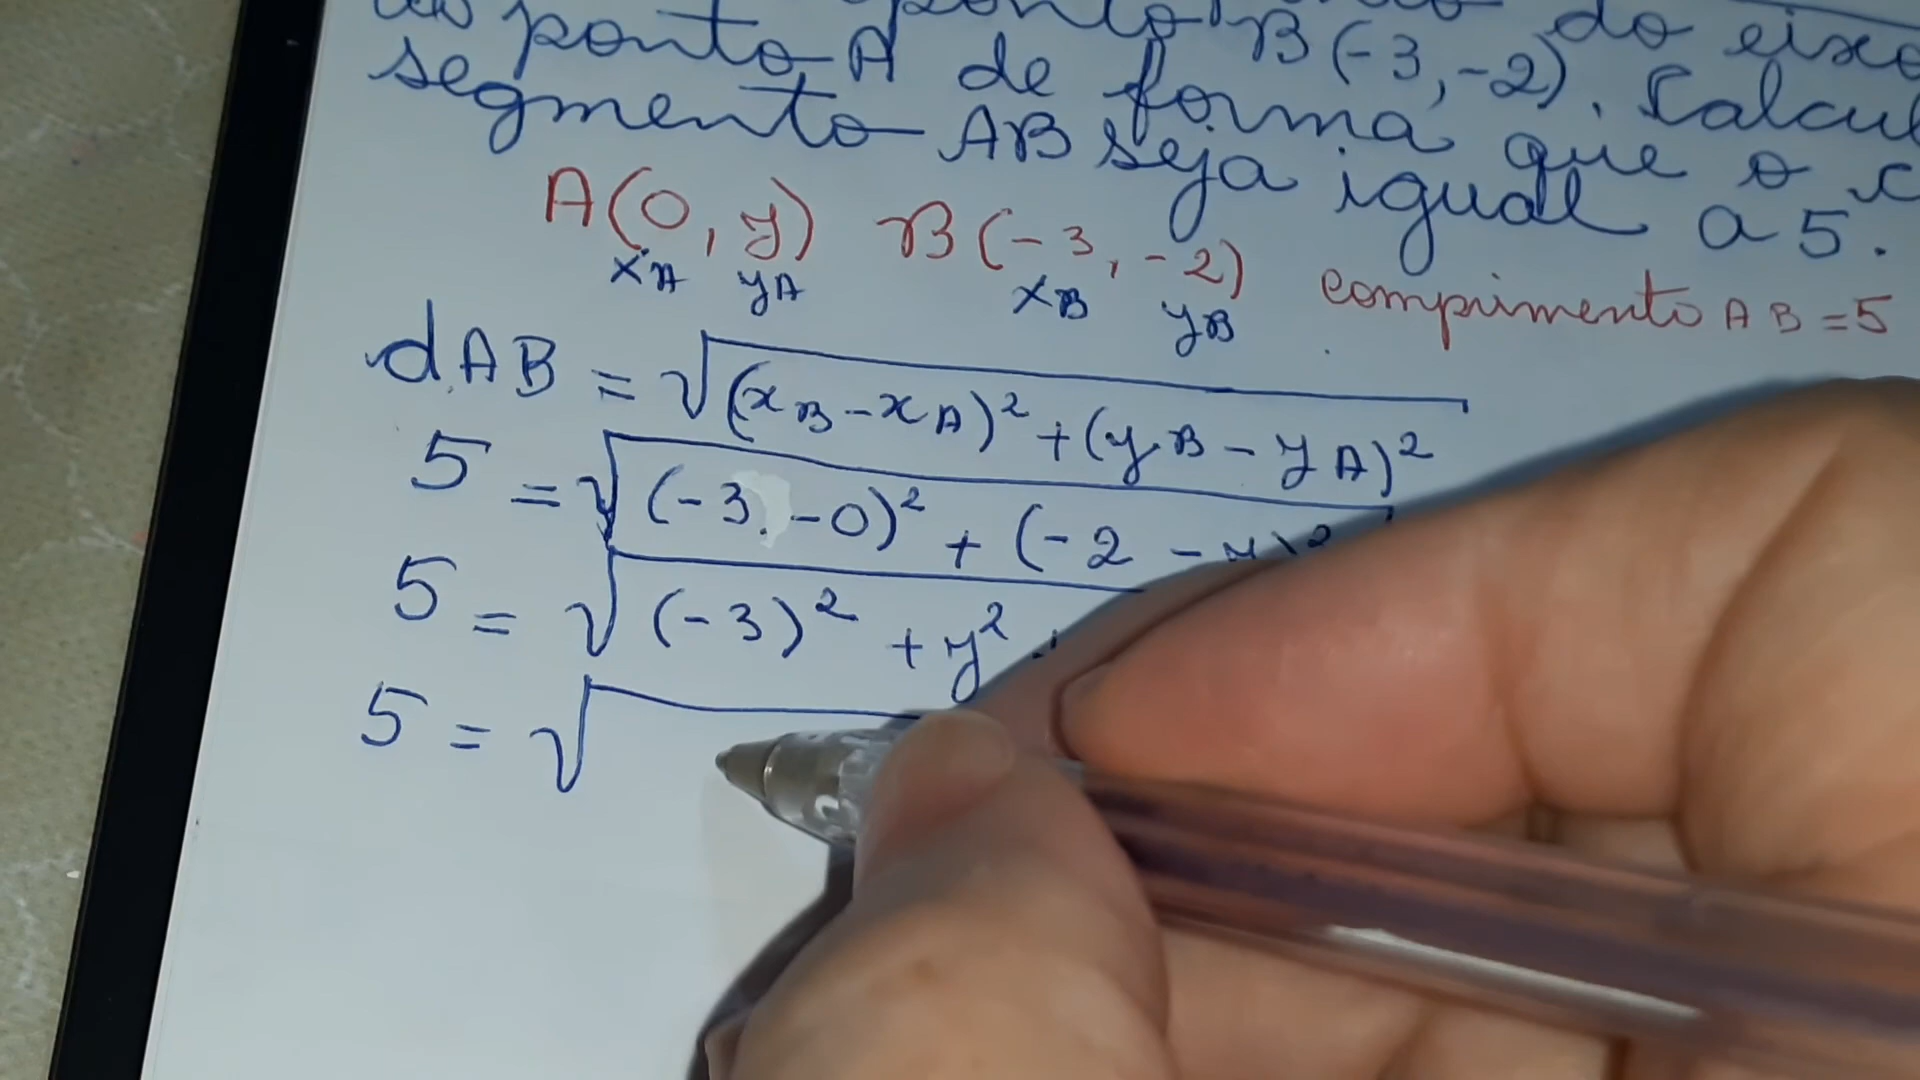 ponto do eixo
ponto A de B(-3,-2). Calcul
segmento AB seja igual a 5.
forma que o c
A(0, y) B(-3, -2) comprimento AB = 5
xA yA xB yB
dAB = √(xB - xA)² + (yB - yA)²
5 = √(-3 - 0)² + (-2 - y)²
5 = √(-3)² + y² +
5 = √